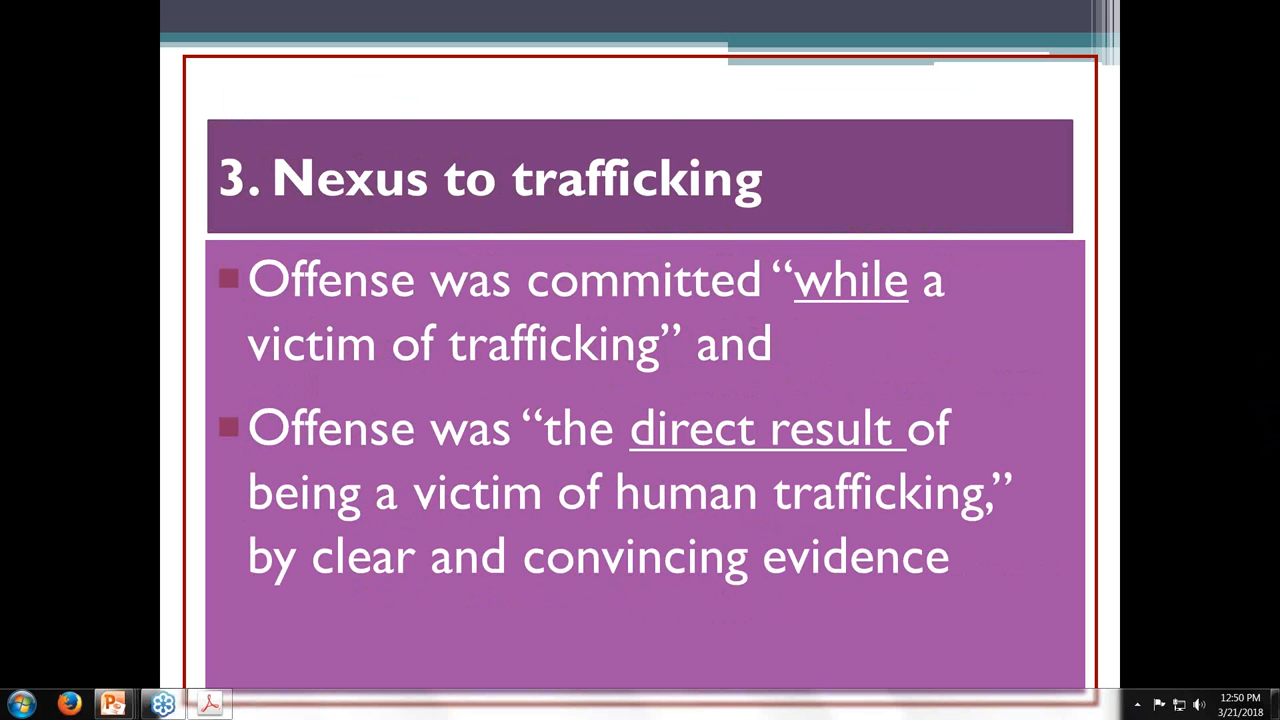 3. Nexus to trafficking
■ Offense was committed “while a
victim of trafficking” and
■ Offense was “the direct result of
being a victim of human trafficking,”
by clear and convincing evidence
12:50 PM
3/21/2018